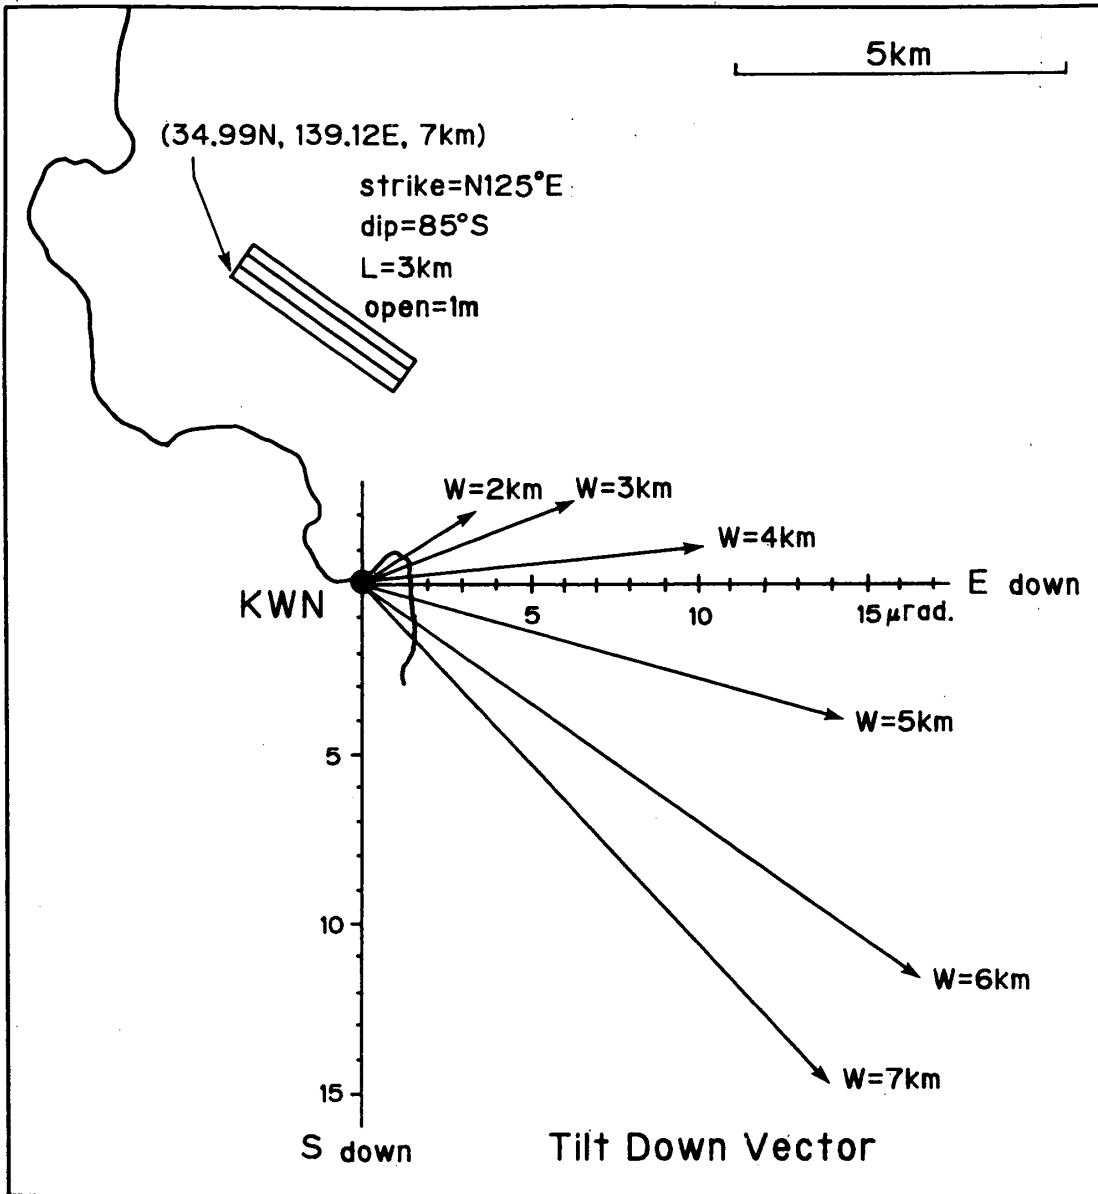 5km
(34.99N, 139.12E, 7km)
strike=N125°E
dip=85°S
L=3km
open=1m
W=2km
W=3km
W=4km
KWN
E down
5
10
15 μrad.
W=5km
5
10
W=6km
W=7km
15
S down
Tilt Down Vector